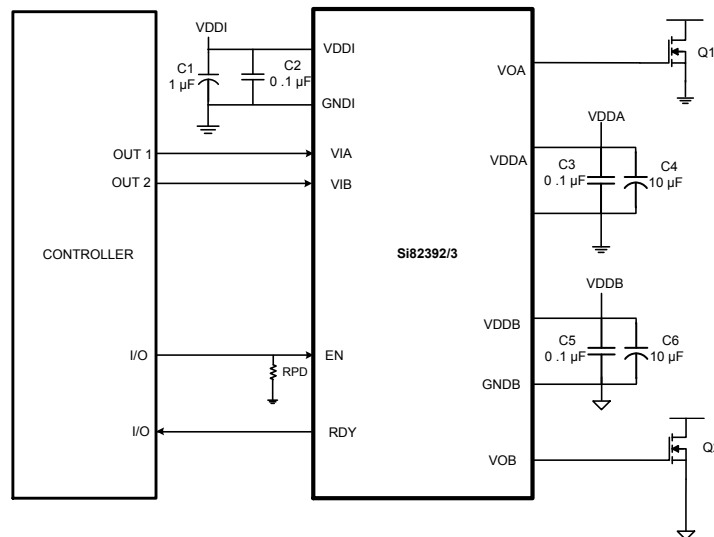 VDDI
C1
1 µF
C2
0 .1 µF
VDDI
GNDI
OUT 1
VIA
OUT 2
VIB
CONTROLLER
Si82392/3
I/O
EN
RPD
I/O
RDY
VOA
Q1
VDDA
VDDA
C3
0 .1 µF
C4
10 µF
VDDB
VDDB
C5
0 .1 µF
C6
10 µF
GNDB
VOB